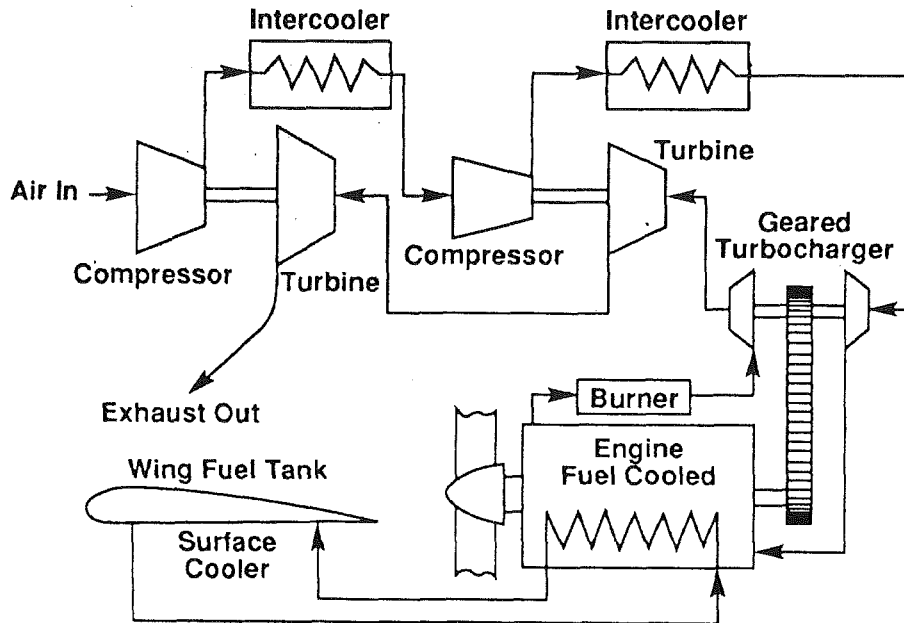 Intercooler
Intercooler
Air In
Compressor
Turbine
Compressor
Turbine
Geared
Turbocharger
Exhaust Out
Burner
Engine
Fuel Cooled
Wing Fuel Tank
Surface
Cooler